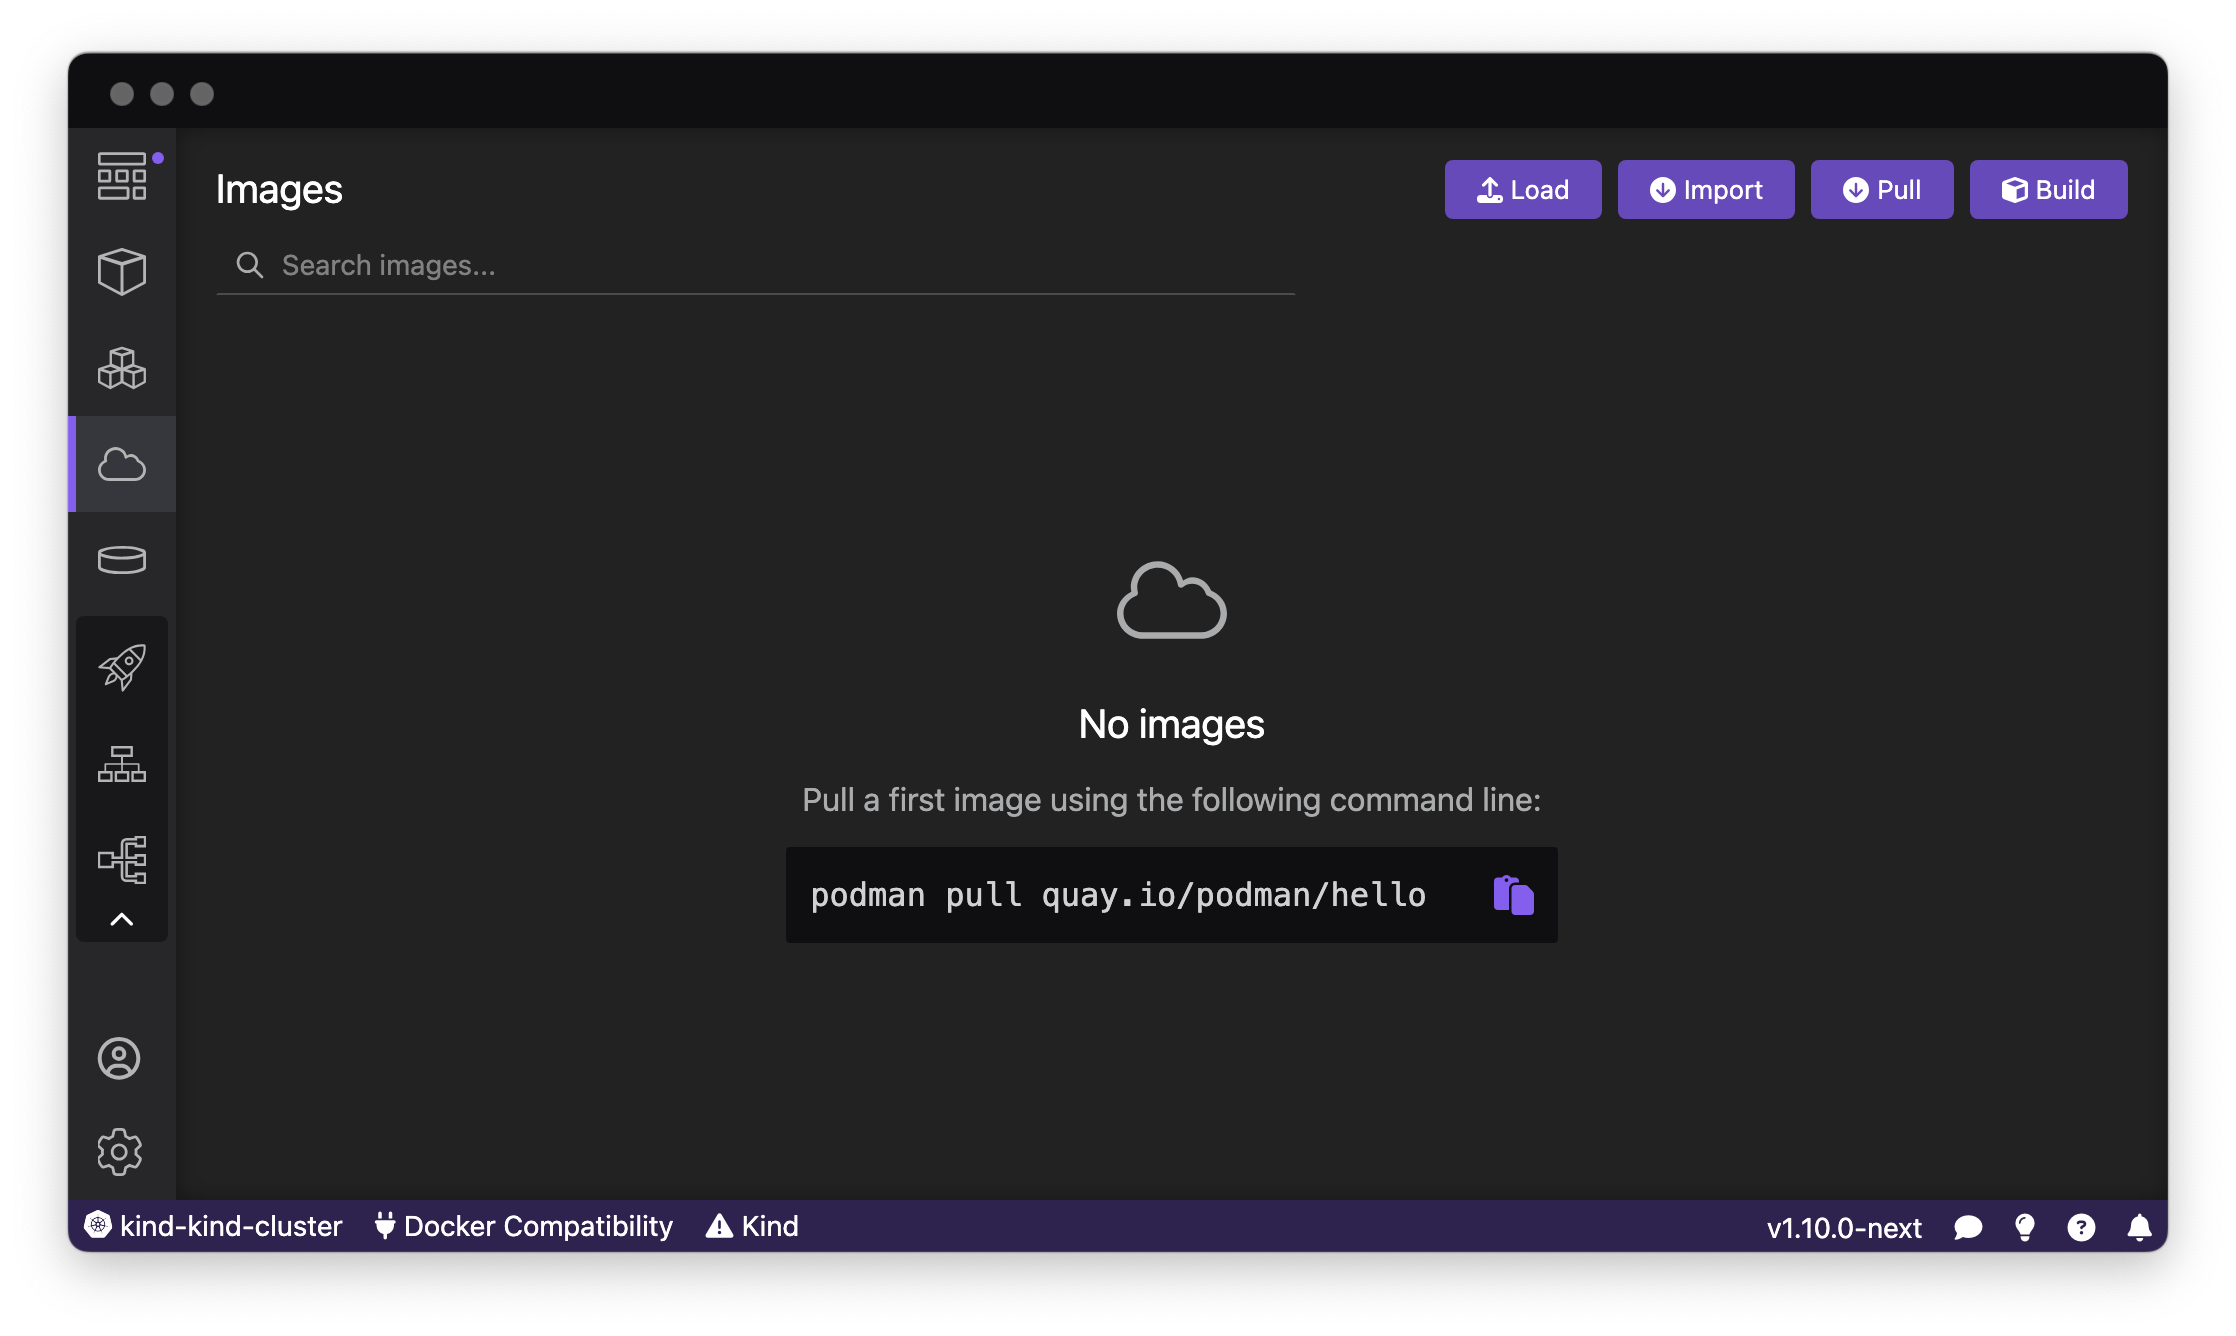 Images
Load
Import
Pull
Build
Search images...
No images
Pull a first image using the following command line:
podman pull quay.io/podman/hello
kind-kind-cluster
Docker Compatibility
Kind
v1.10.0-next